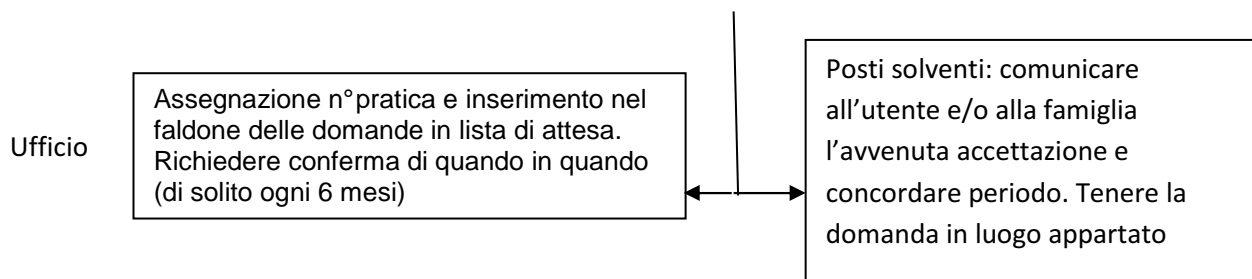 Ufficio
Assegnazione n° pratica e inserimento nel
faldone delle domande in lista di attesa.
Richiedere conferma di quando in quando
(di solito ogni 6 mesi)
Posti solventi: comunicare
all’utente e/o alla famiglia
l’avvenuta accettazione e
concordare periodo. Tenere la
domanda in luogo appartato